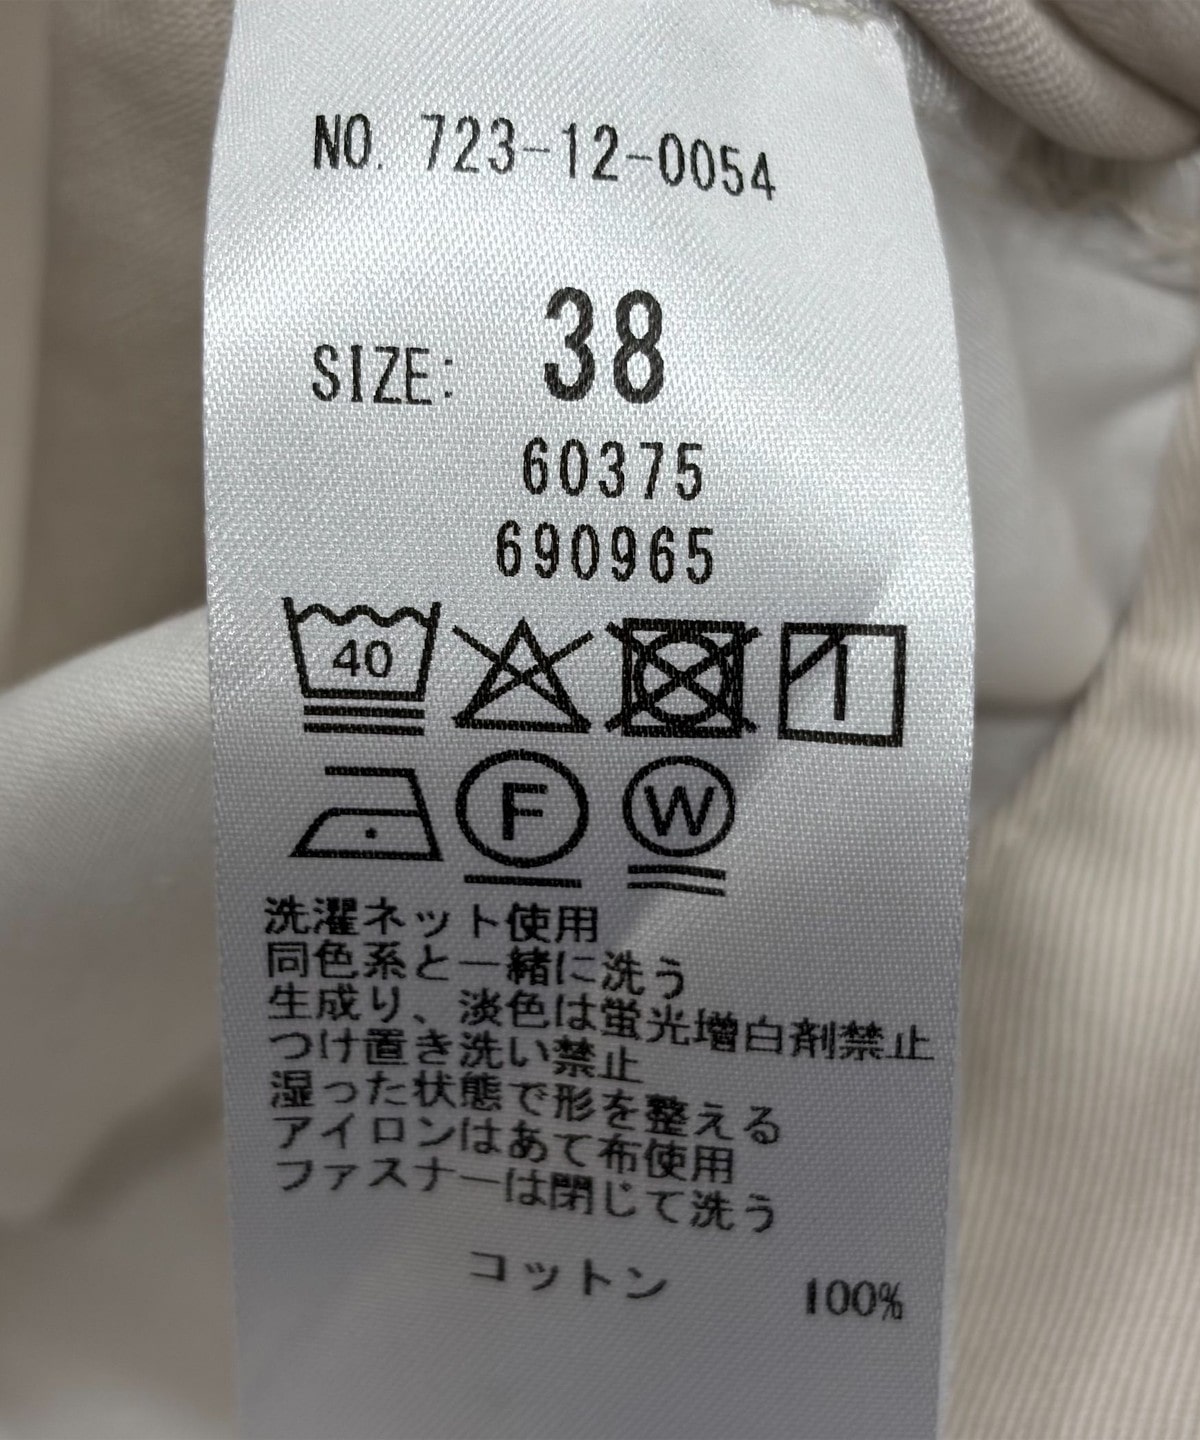 NO. 723-12-0054
SIZE: 38
60375
690965
40
F
W
洗濯ネット使用
同色系と一緒に洗う
生成り、淡色は蛍光増白剤禁止
つけ置き洗い禁止
湿った状態で形を整える
アイロンはあて布使用
ファスナーは閉じて洗う
コットン 100%